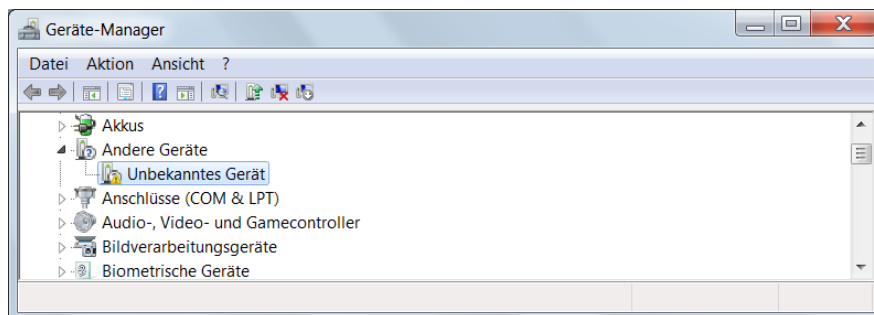 Geräte-Manager
Datei Aktion Ansicht ?
Akkus
Andere Geräte
Unbekanntes Gerät
Anschlüsse (COM & LPT)
Audio-, Video- und Gamecontroller
Bildverarbeitungsgeräte
Biometrische Geräte